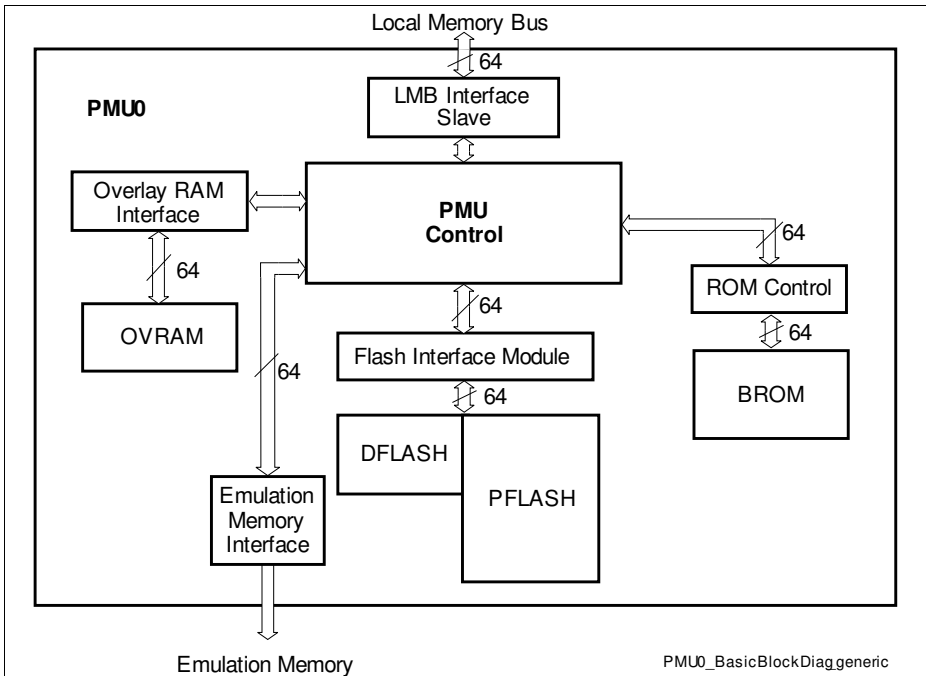 Local Memory Bus
64
LMB Interface
Slave
PMU0
Overlay RAM
Interface
PMU
Control
64
64
ROM Control
64
OVRAM
64
Flash Interface Module
64
64
BROM
DFLASH
PFLASH
Emulation
Memory
Interface
Emulation Memory
PMU0_BasicBlockDiag.generic